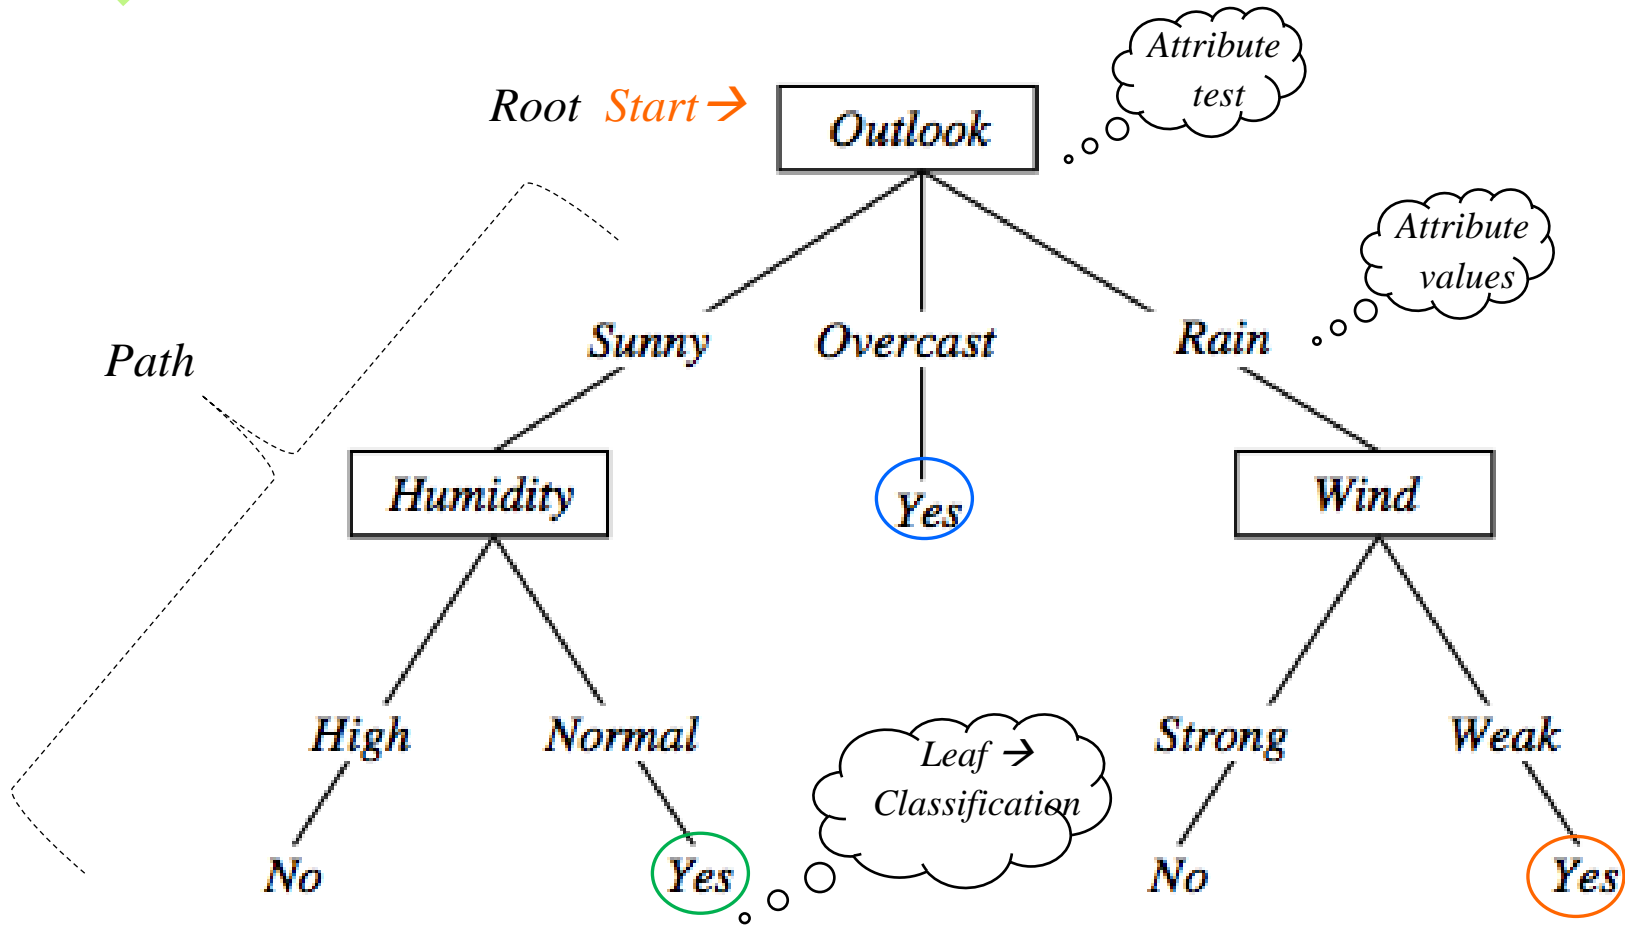 Attribute
test
Root Start→
Outlook
Attribute
values
Sunny Overcast Rain
Path
Humidity Yes Wind
High Normal Strong Weak
Leaf →
Classification
No Yes No Yes